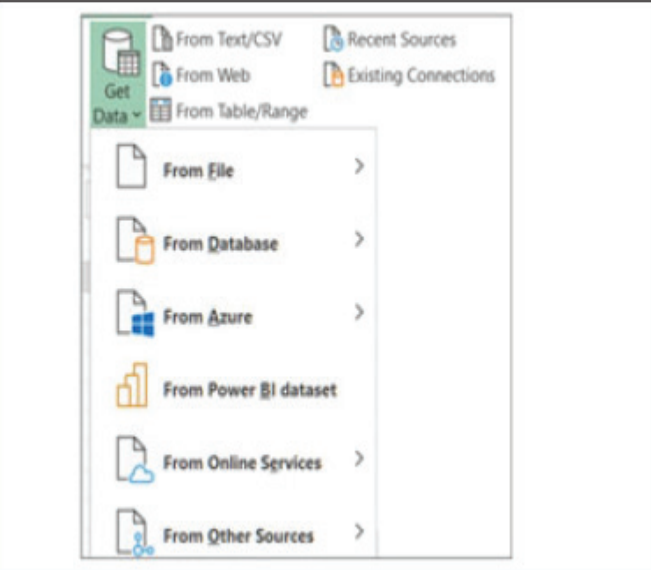 From Text/CSV Recent Sources
From Web Existing Connections
Get
Data From Table/Range
From File
From Database
From Azure
From Power BI dataset
From Online Services
From Other Sources